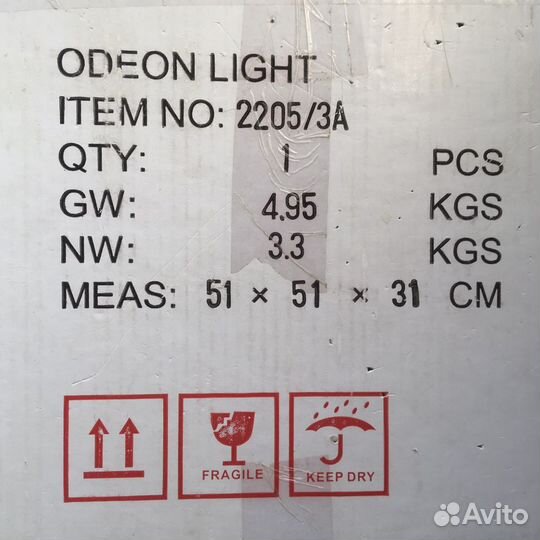 ODEON LIGHT
ITEM NO: 2205/3A
QTY: 1 PCS
GW: 4.95 KGS
NW: 3.3 KGS
MEAS: 51 × 51 × 31 CM
FRAGILE
KEEP DRY
Avito